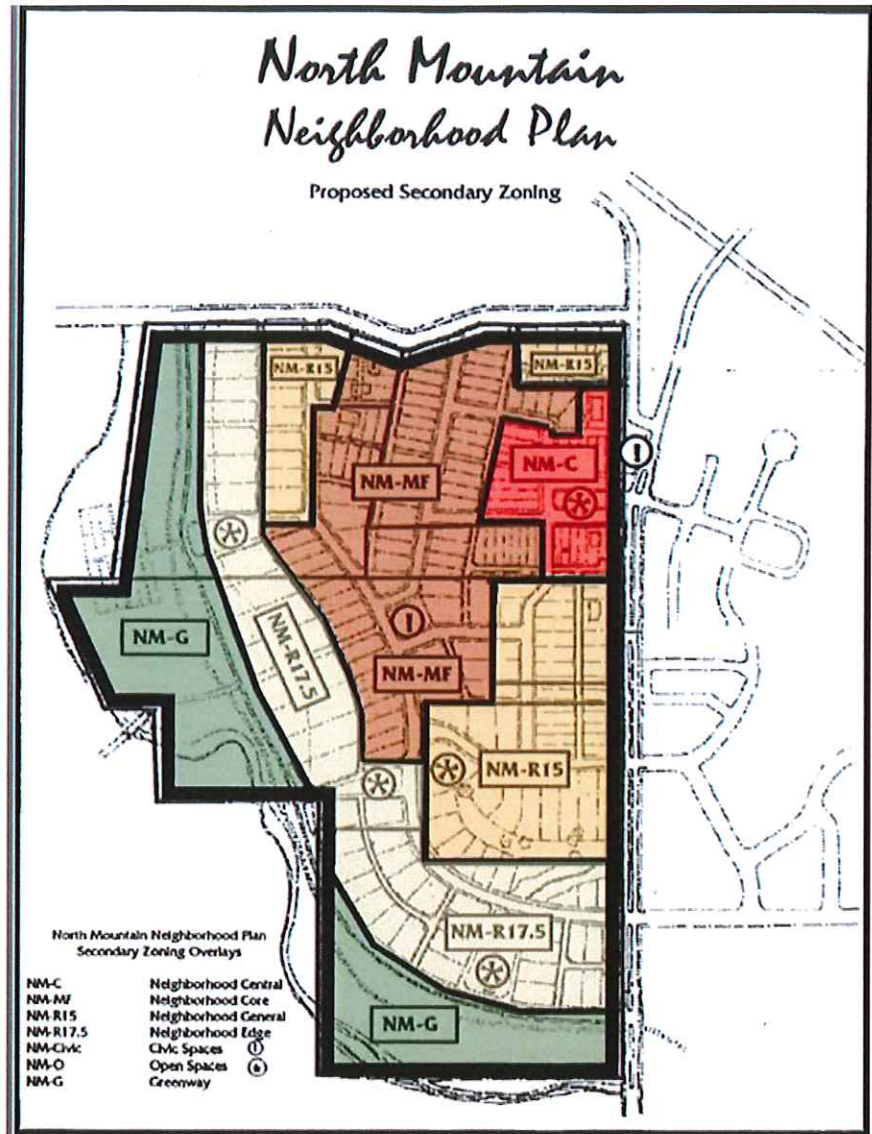 North Mountain
Neighborhood Plan
Proposed Secondary Zoning
NM-R15
NM-R15
NM-C
NM-MF
NM-G
NM-R17.5
NM-MF
NM-R15
NM-R17.5
NM-G
North Mountain Neighborhood Plan
Secondary Zoning Overlays
NM-C Neighborhood Central
NM-MF Neighborhood Core
NM-R15 Neighborhood General
NM-R17.5 Neighborhood Edge
NM-Civic Civic Spaces
NM-O Open Spaces
NM-G Greenway